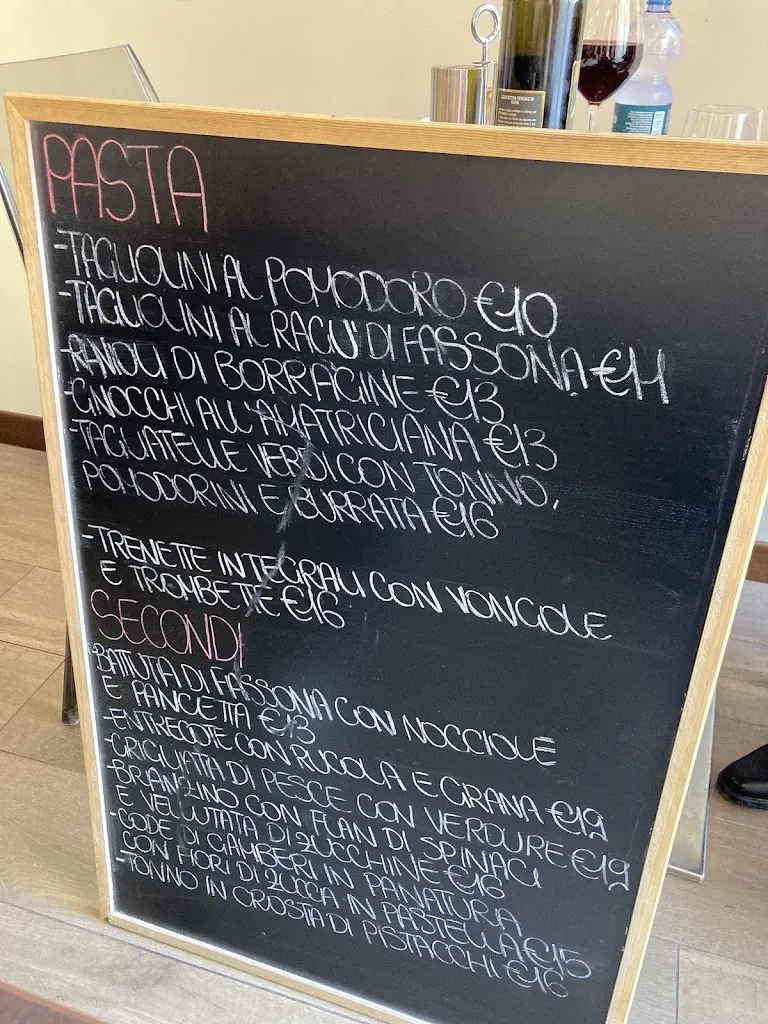 PASTA
-TAGLIOLINI AL POMODORO €10
-TAGLIOLINI AL RAGU' DI FASSONA €11
-RAVIOLI DI BORRAGINE €13
-GNOCCHI ALL'AMATRICIANA €13
-TAGLIATELLE VERDI CON TONNO,
POMODORINI E BURRATA €16
-TRENETTE INTEGRALI CON VONGOLE
E TROMBETTE €16
SECONDI
-BATTUTA DI FASSONA CON NOCCIOLE
E PANCETTA €13
-ENTRECOTE CON RUCOLA E GRANA €19
-GRIGLIATA DI PESCE CON VERDURE €19
-BRANZINO CON FLAN DI SPINACI
E VELLUTATA DI ZUCCHINE €16
-CODE DI GAMBERI IN PANATURA
CON FIORI DI ZUCCA IN PASTELLA €15
-TONNO IN CROSTA DI PISTACCHI €16